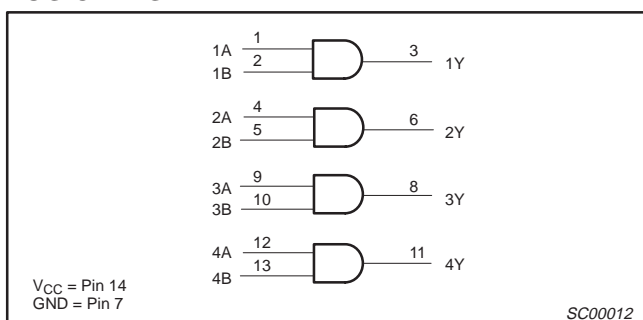 1A 1 3 1Y
1B 2
2A 4 6 2Y
2B 5
3A 9 8 3Y
3B 10
4A 12 11 4Y
4B 13
VCC = Pin 14
GND = Pin 7
SC00012